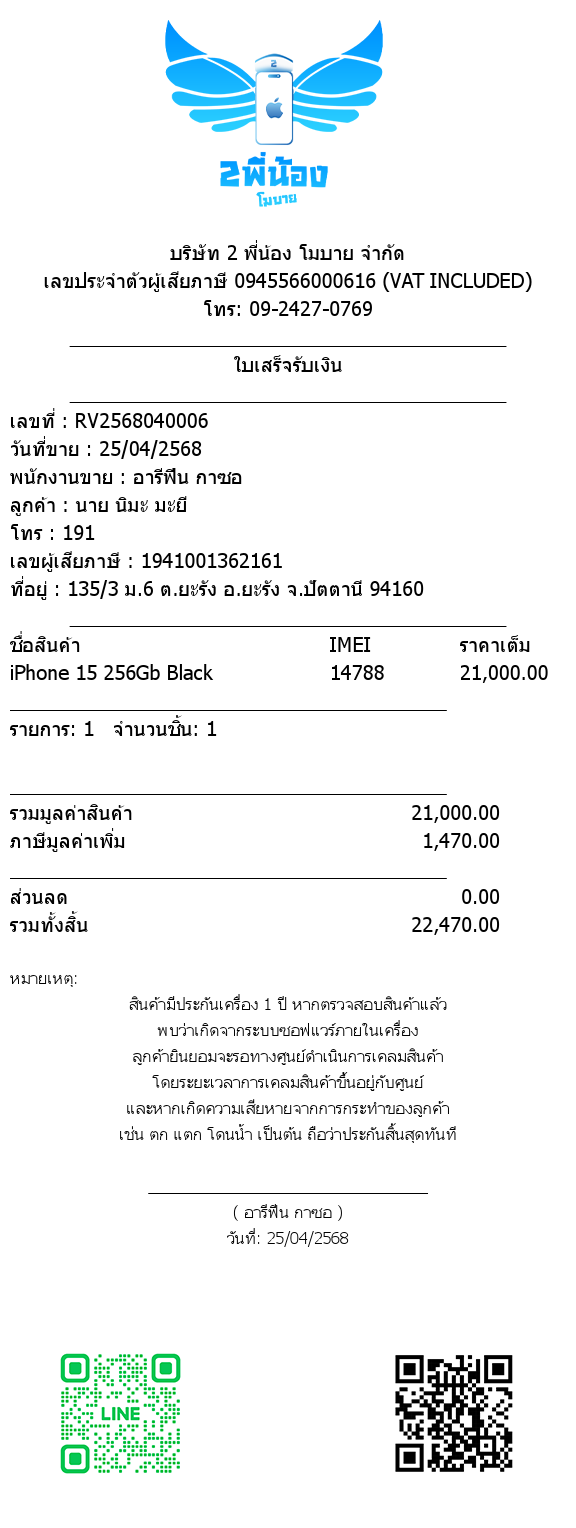 2
2พี่น้อง
โมบาย
บริษัท 2 พี่น้อง โมบาย จำกัด
เลขประจำตัวผู้เสียภาษี 0945566000616 (VAT INCLUDED)
โทร: 09-2427-0769
ใบเสร็จรับเงิน
เลขที่ : RV2568040006
วันที่ขาย : 25/04/2568
พนักงานขาย : อารีฟีน กาซอ
ลูกค้า : นาย นิมะ มะยี
โทร : 191
เลขผู้เสียภาษี : 1941001362161
ที่อยู่ : 135/3 ม.6 ต.ยะรัง อ.ยะรัง จ.ปัตตานี 94160
ชื่อสินค้า IMEI ราคาเต็ม
iPhone 15 256Gb Black 14788 21,000.00
รายการ: 1 จำนวนชิ้น: 1
รวมมูลค่าสินค้า 21,000.00
ภาษีมูลค่าเพิ่ม 1,470.00
ส่วนลด 0.00
รวมทั้งสิ้น 22,470.00
หมายเหตุ:
สินค้ามีประกันเครื่อง 1 ปี หากตรวจสอบสินค้าแล้ว
พบว่าเกิดจากระบบซอฟแวร์ภายในเครื่อง
ลูกค้ายินยอมจะรอทางศูนย์ดำเนินการเคลมสินค้า
โดยระยะเวลาการเคลมสินค้าขึ้นอยู่กับศูนย์
และหากเกิดความเสียหายจากการกระทำของลูกค้า
เช่น ตก แตก โดนน้ำ เป็นต้น ถือว่าประกันสิ้นสุดทันที
( อารีฟีน กาซอ )
วันที่: 25/04/2568
LINE